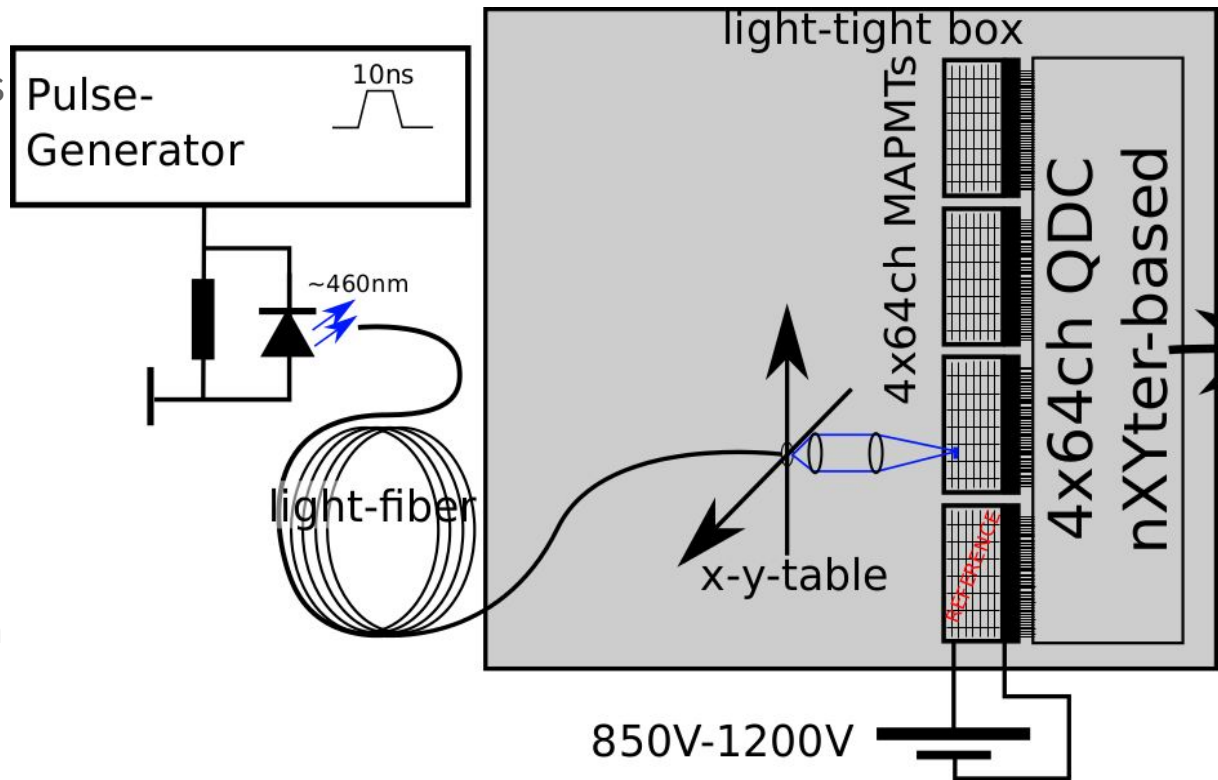 light-tight box
10ns
Pulse-
Generator
4x64ch MAPMTs
4x64ch QDC
nXYter-based
~460nm
light-fiber
REFERENCE
x-y-table
850V-1200V